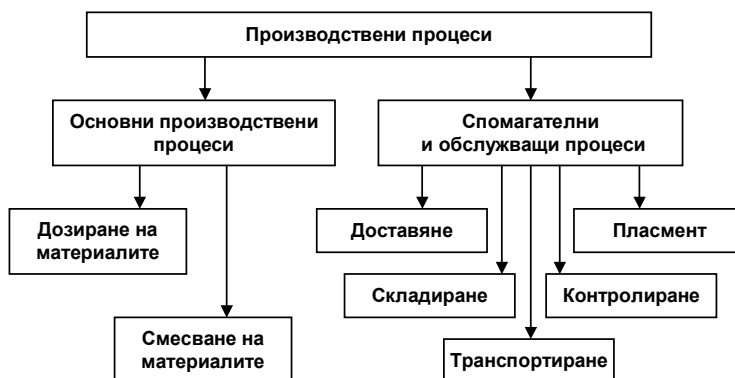 Производствени процеси
Основни производствени
процеси
Спомагателни
и обслужващи процеси
Дозиране на
материалите
Доставяне
Пласмент
Складиране
Контролиране
Смесване на
материалите
Транспортиране